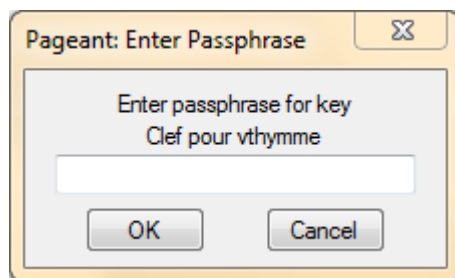 Pageant: Enter Passphrase
Enter passphrase for key
Clef pour vthymme
OK
Cancel